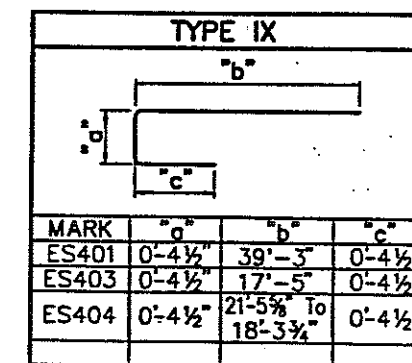 TYPE IX
"b"
"a"
"c"
MARK "a" "b" "c"
ES401 0'-4½" 39'-3" 0'-4½
ES403 0'-4½" 17'-5" 0'-4½
ES404 0'-4½" 21'-5⅝" To 0'-4½
18'-3¾"